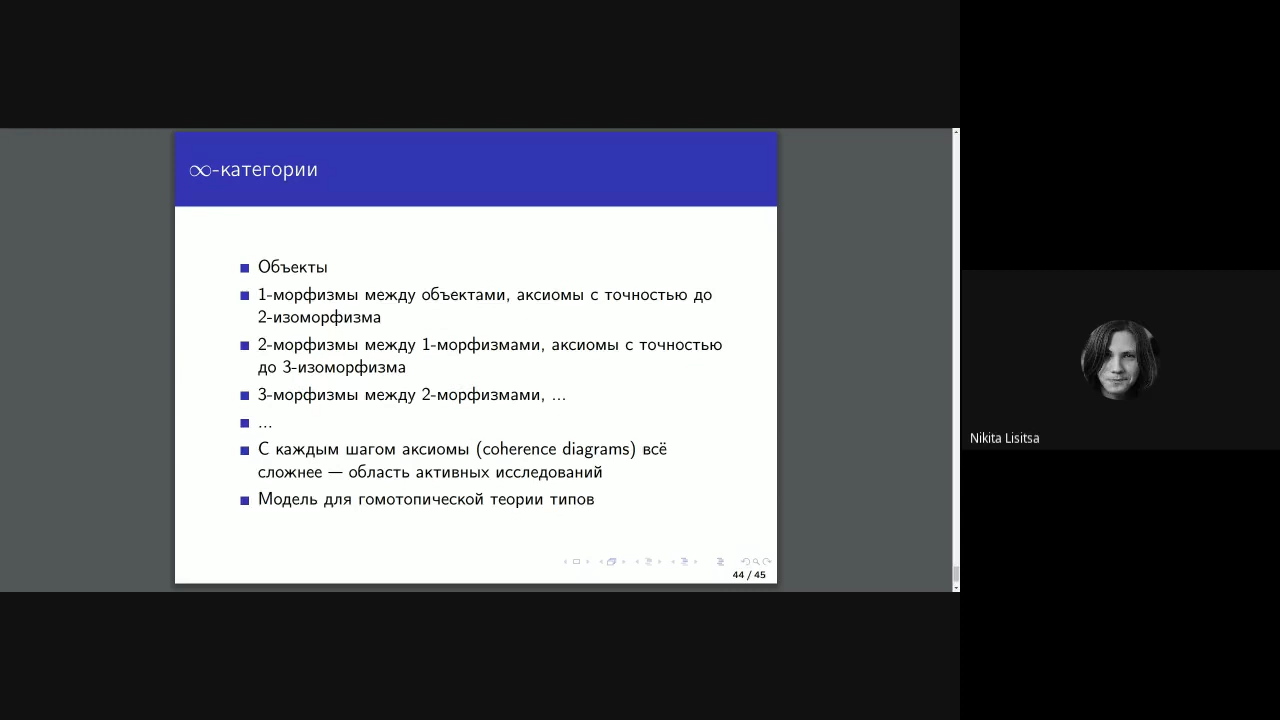 ∞-категории
Объекты
1-морфизмы между объектами, аксиомы с точностью до
2-изоморфизма
2-морфизмы между 1-морфизмами, аксиомы с точностью
до 3-изоморфизма
3-морфизмы между 2-морфизмами, ...
...
С каждым шагом аксиомы (coherence diagrams) всё
сложнее — область активных исследований
Модель для гомотопической теории типов
44 / 45
Nikita Lisitsa